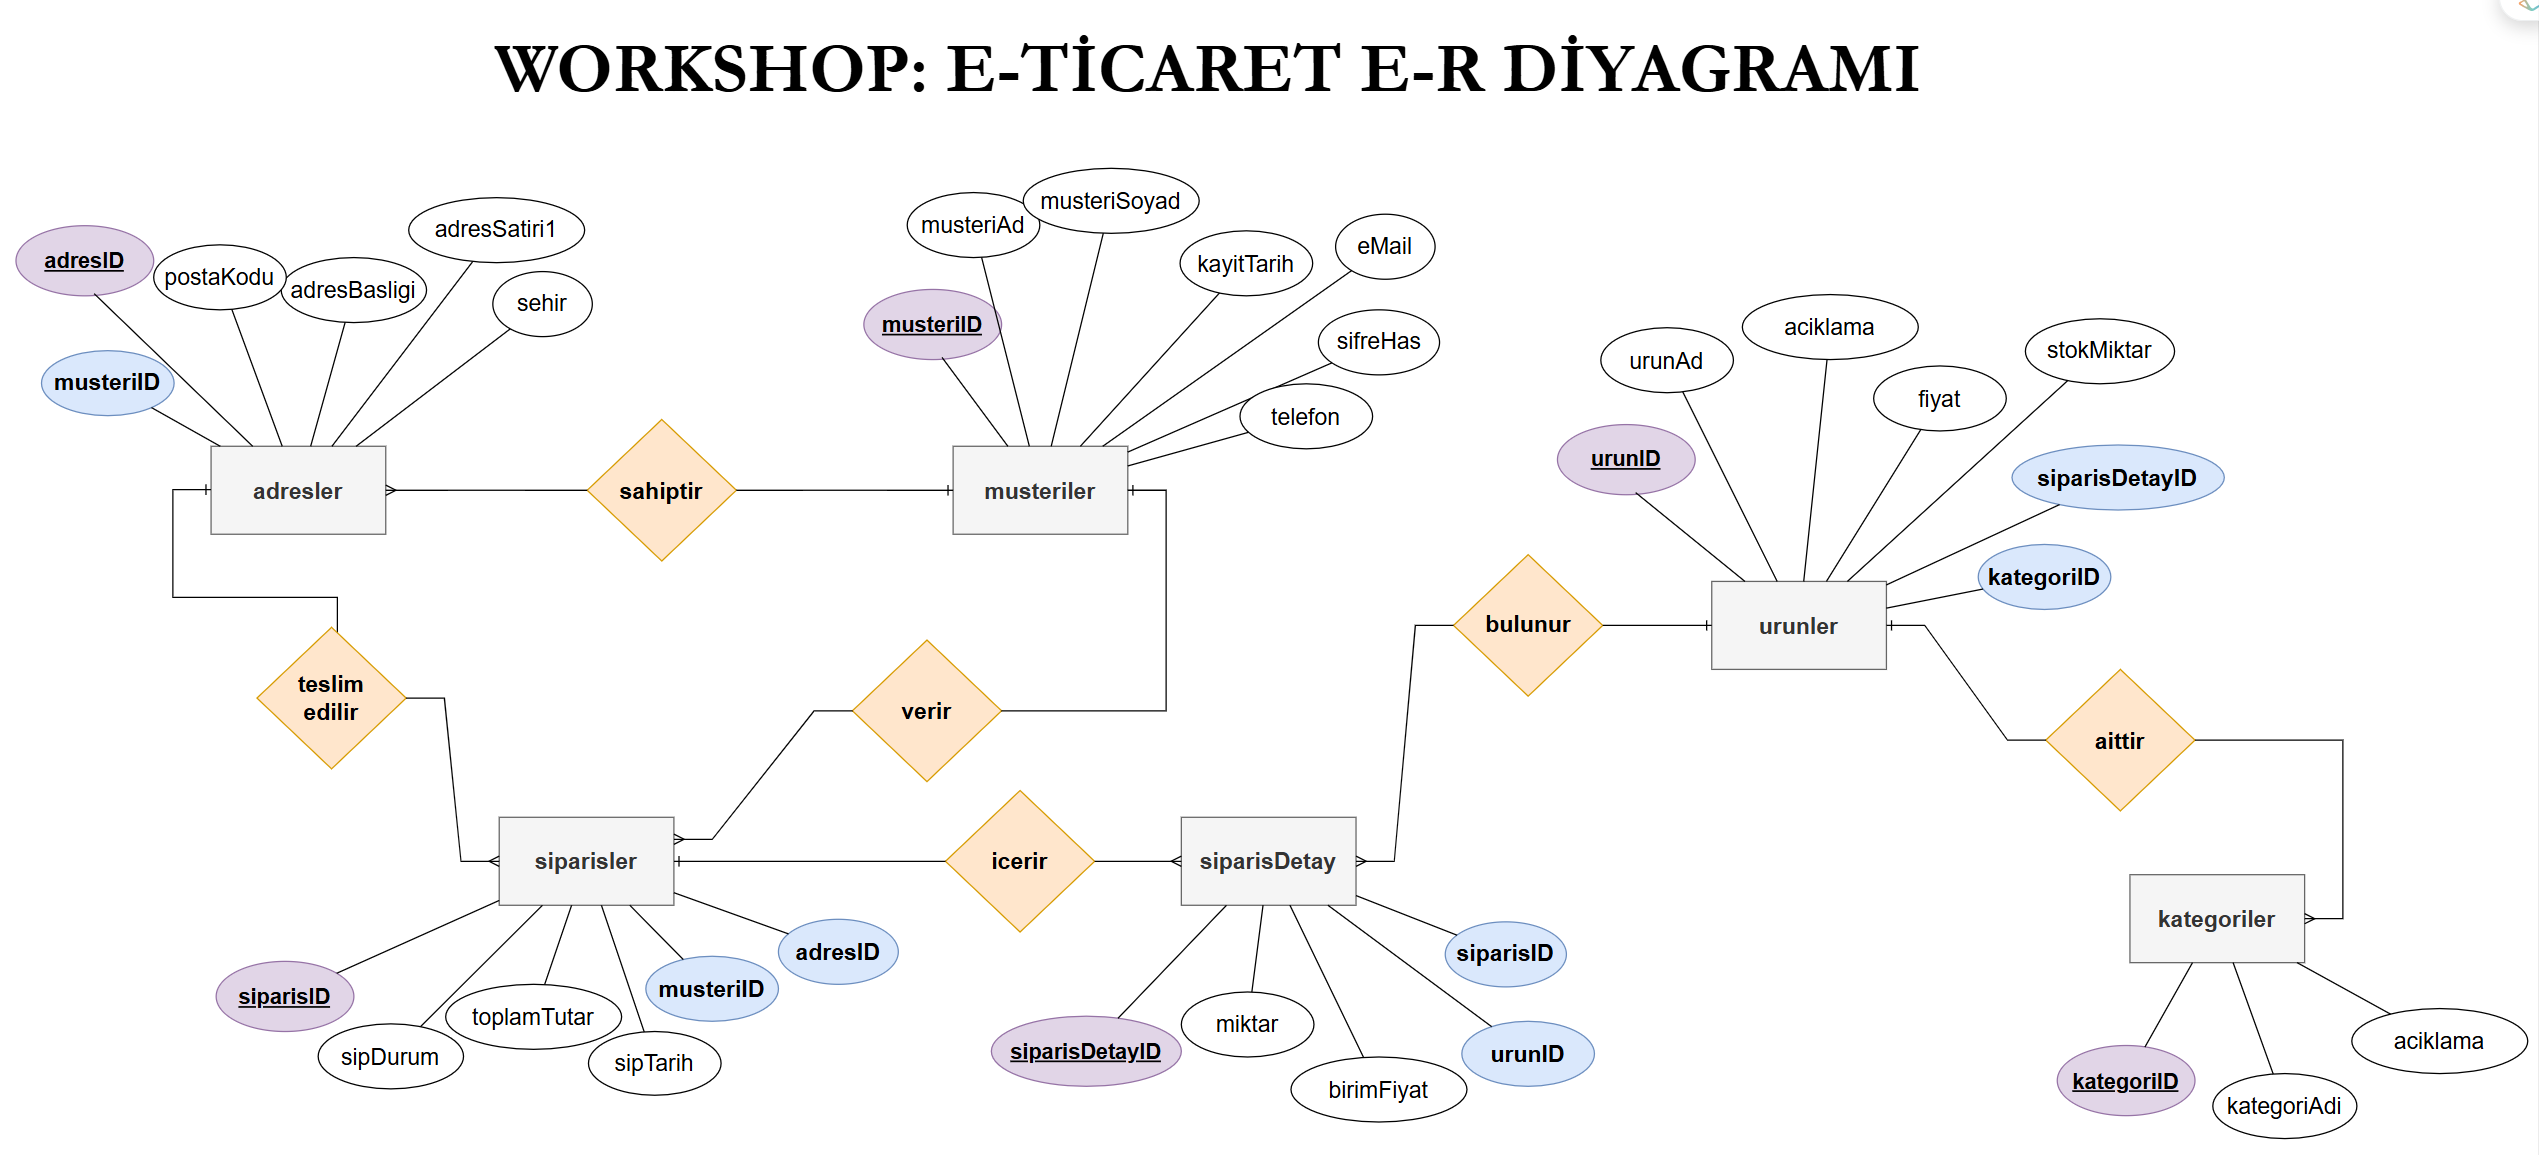 WORKSHOP: E-TİCARET E-R DİYAGRAMI
adresID
postaKodu
adresBasligi
adresSatiri1
sehir
musteriID
adresler
sahiptir
musteriAd
musteriSoyad
kayitTarih
eMail
musteriID
sifreHas
telefon
musteriler
urunAd
aciklama
fiyat
stokMiktar
urunID
siparisDetayID
kategoriID
urunler
bulunur
teslim
edilir
verir
aittir
siparisler
icerir
siparisDetay
kategoriler
siparisID
sipDurum
toplamTutar
sipTarih
musteriID
adresID
siparisDetayID
miktar
birimFiyat
urunID
siparisID
kategoriID
kategoriAdi
aciklama